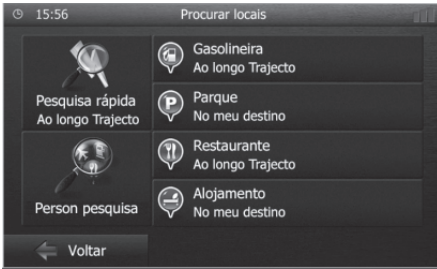 15:56 Procurar locais
Pesquisa rápida
Ao longo Trajecto
Gasolineira
Ao longo Trajecto
P
Parque
No meu destino
Person pesquisa
Restaurante
Ao longo Trajecto
Alojamento
No meu destino
Voltar